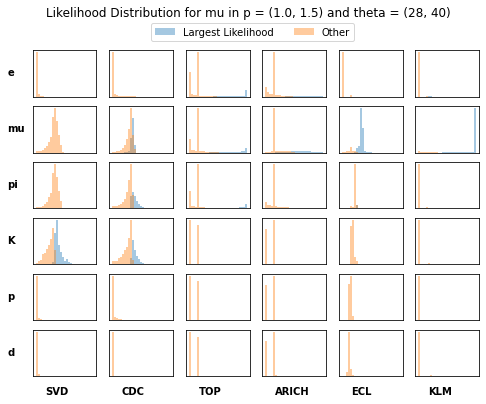 Likelihood Distribution for mu in p = (1.0, 1.5) and theta = (28, 40)
Largest Likelihood Other
e
mu
pi
K
p
d
SVD CDC TOP ARICH ECL KLM